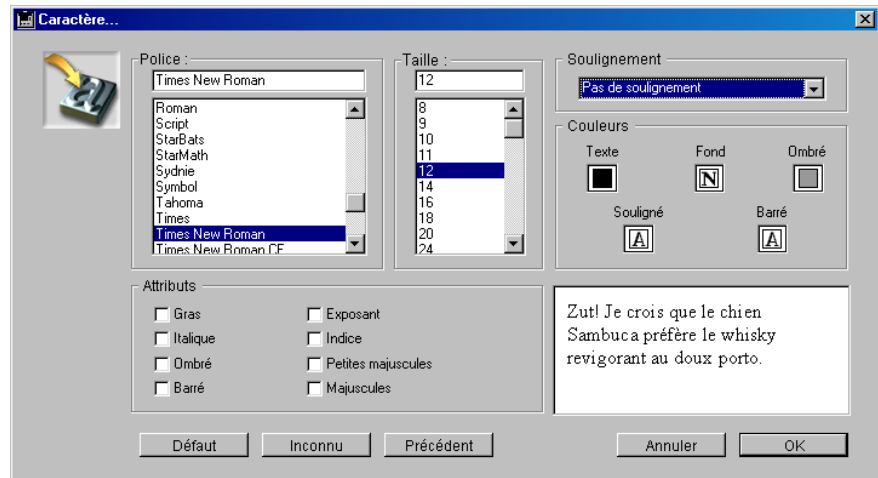 Caractère...
Police :
Times New Roman
Roman
Script
StarBats
StarMath
Sydnie
Symbol
Tahoma
Times
Times New Roman
Times New Roman CE
Taille :
12
8
9
10
11
12
14
16
18
20
24
Soulignement
Pas de soulignement
Couleurs
Texte Fond Ombré
N
Souligné Barré
A A
Attributs
Gras Exposant
Italique Indice
Ombré Petites majuscules
Barré Majuscules
Zut! Je crois que le chien
Sambuca préfère le whisky
revigorant au doux porto.
Défaut Inconnu Précédent Annuler OK